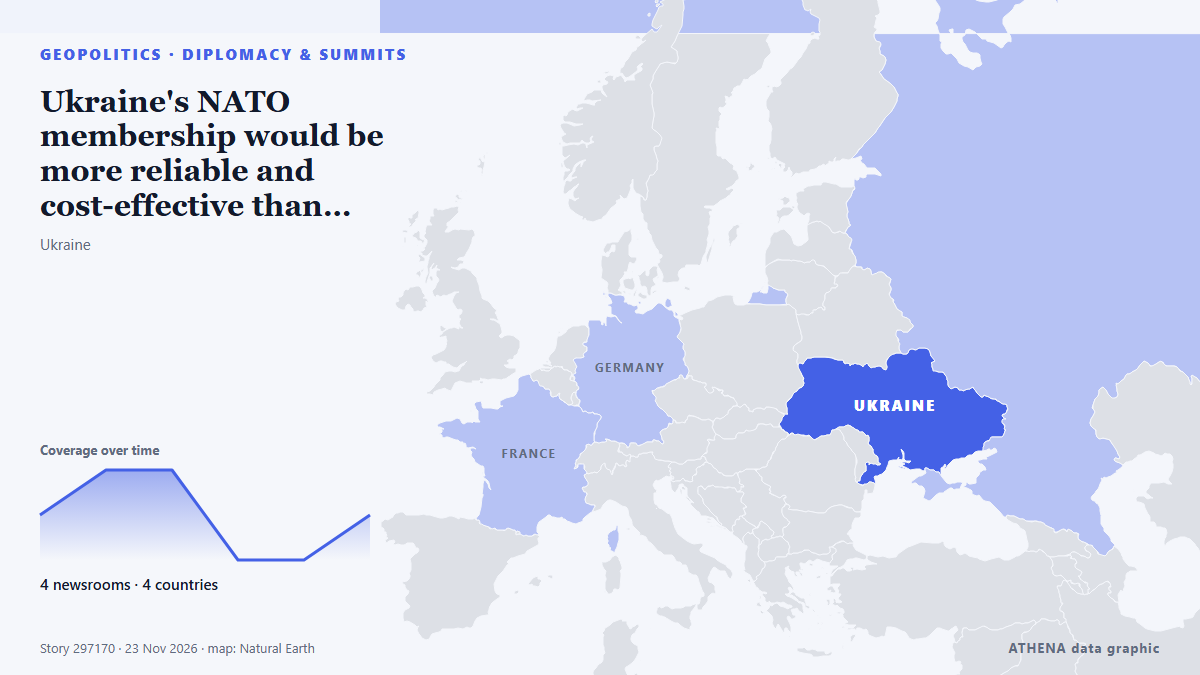 GEOPOLITICS · DIPLOMACY & SUMMITS
Ukraine's NATO
membership would be
more reliable and
cost-effective than...
Ukraine
GERMANY
UKRAINE
FRANCE
Coverage over time
4 newsrooms · 4 countries
Story 297170 · 23 Nov 2026 · map: Natural Earth
ATHENA data graphic